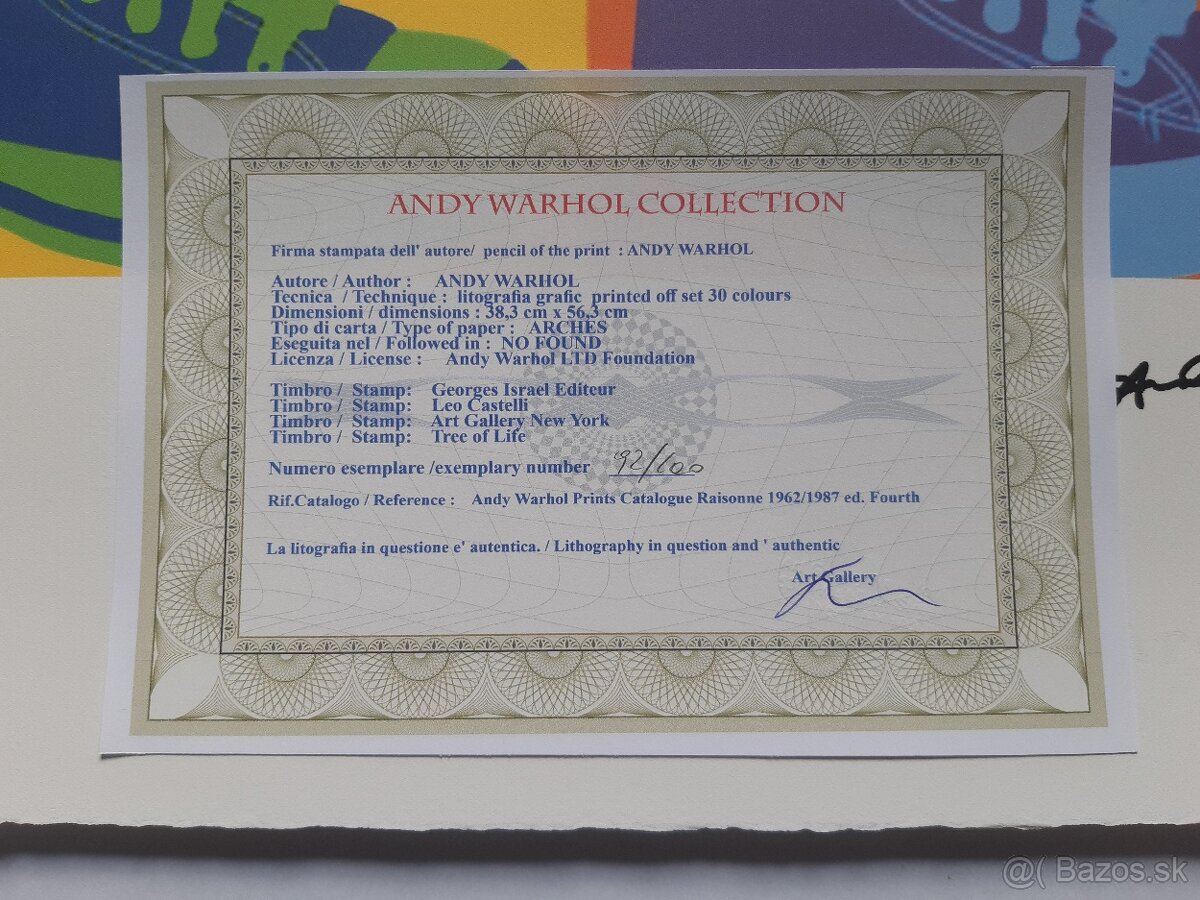 ANDY WARHOL COLLECTION
Firma stampata dell' autore/ pencil of the print : ANDY WARHOL
Autore / Author : ANDY WARHOL
Tecnica / Technique : litografia grafic printed off set 30 colours
Dimensioni / dimensions : 38,3 cm x 56,3 cm
Tipo di carta / Type of paper : ARCHES
Eseguita nel / Followed in : NO FOUND
Licenza / License : Andy Warhol LTD Foundation
Timbro / Stamp: Georges Israel Editeur
Timbro / Stamp: Leo Castelli
Timbro / Stamp: Art Gallery New York
Timbro / Stamp: Tree of Life
Numero esemplare /exemplary number 92/100
Rif.Catalogo / Reference : Andy Warhol Prints Catalogue Raisonne 1962/1987 ed. Fourth
La litografia in questione e' autentica. / Lithography in question and ' authentic
Art Gallery
@( Bazos.sk